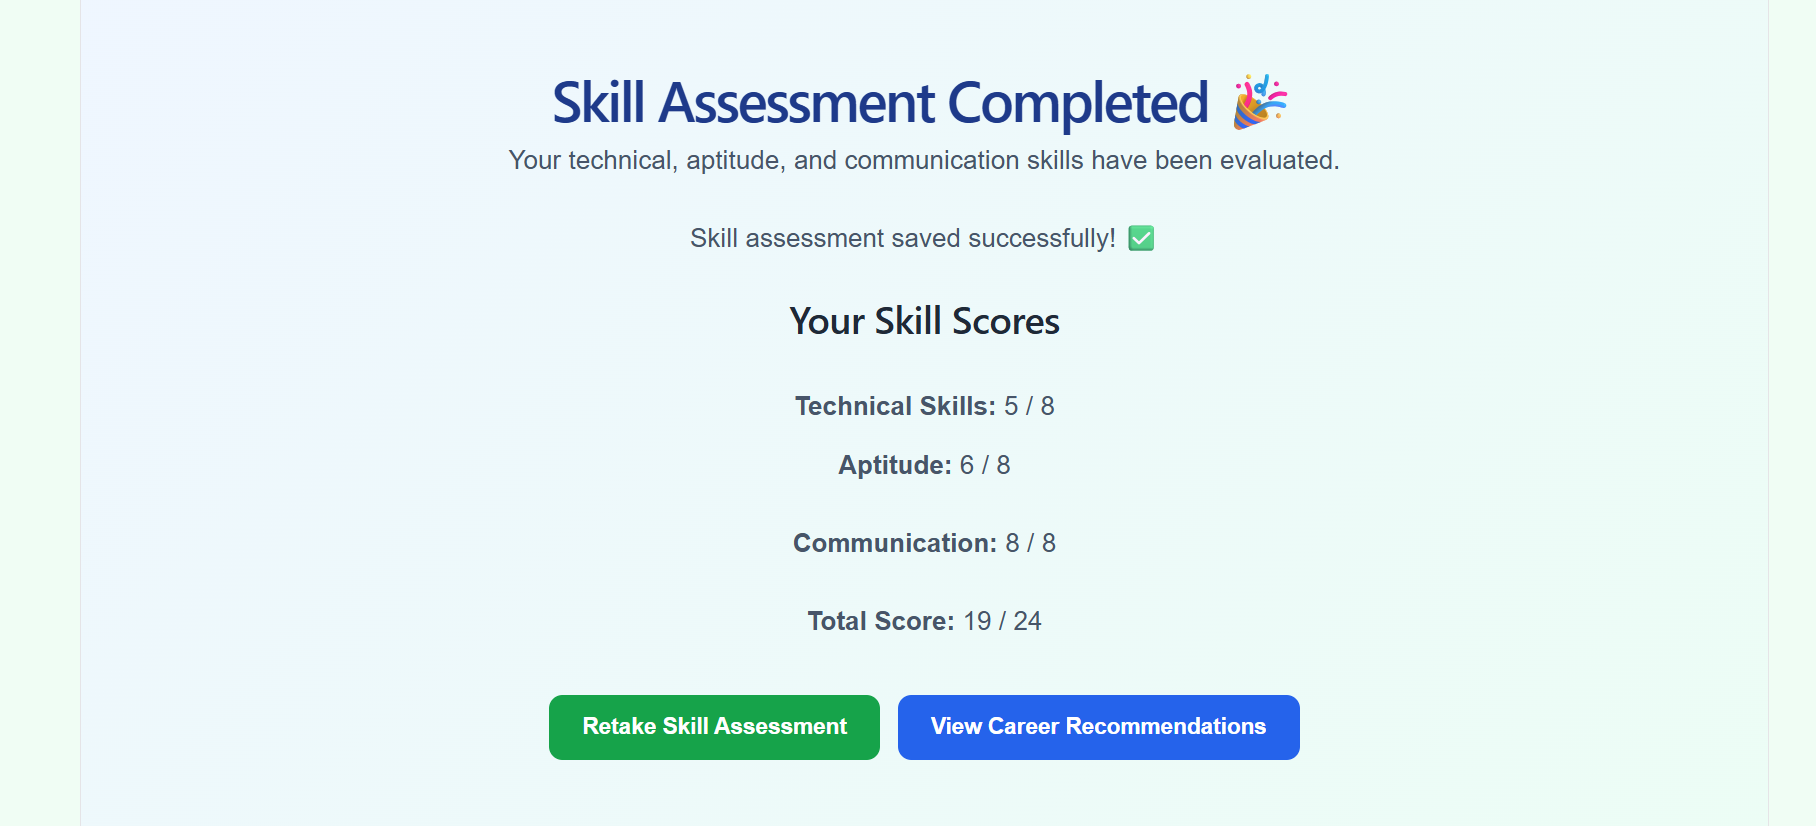 Skill Assessment Completed 🎉
Your technical, aptitude, and communication skills have been evaluated.
Skill assessment saved successfully! ✅
Your Skill Scores
Technical Skills: 5 / 8
Aptitude: 6 / 8
Communication: 8 / 8
Total Score: 19 / 24
Retake Skill Assessment
View Career Recommendations